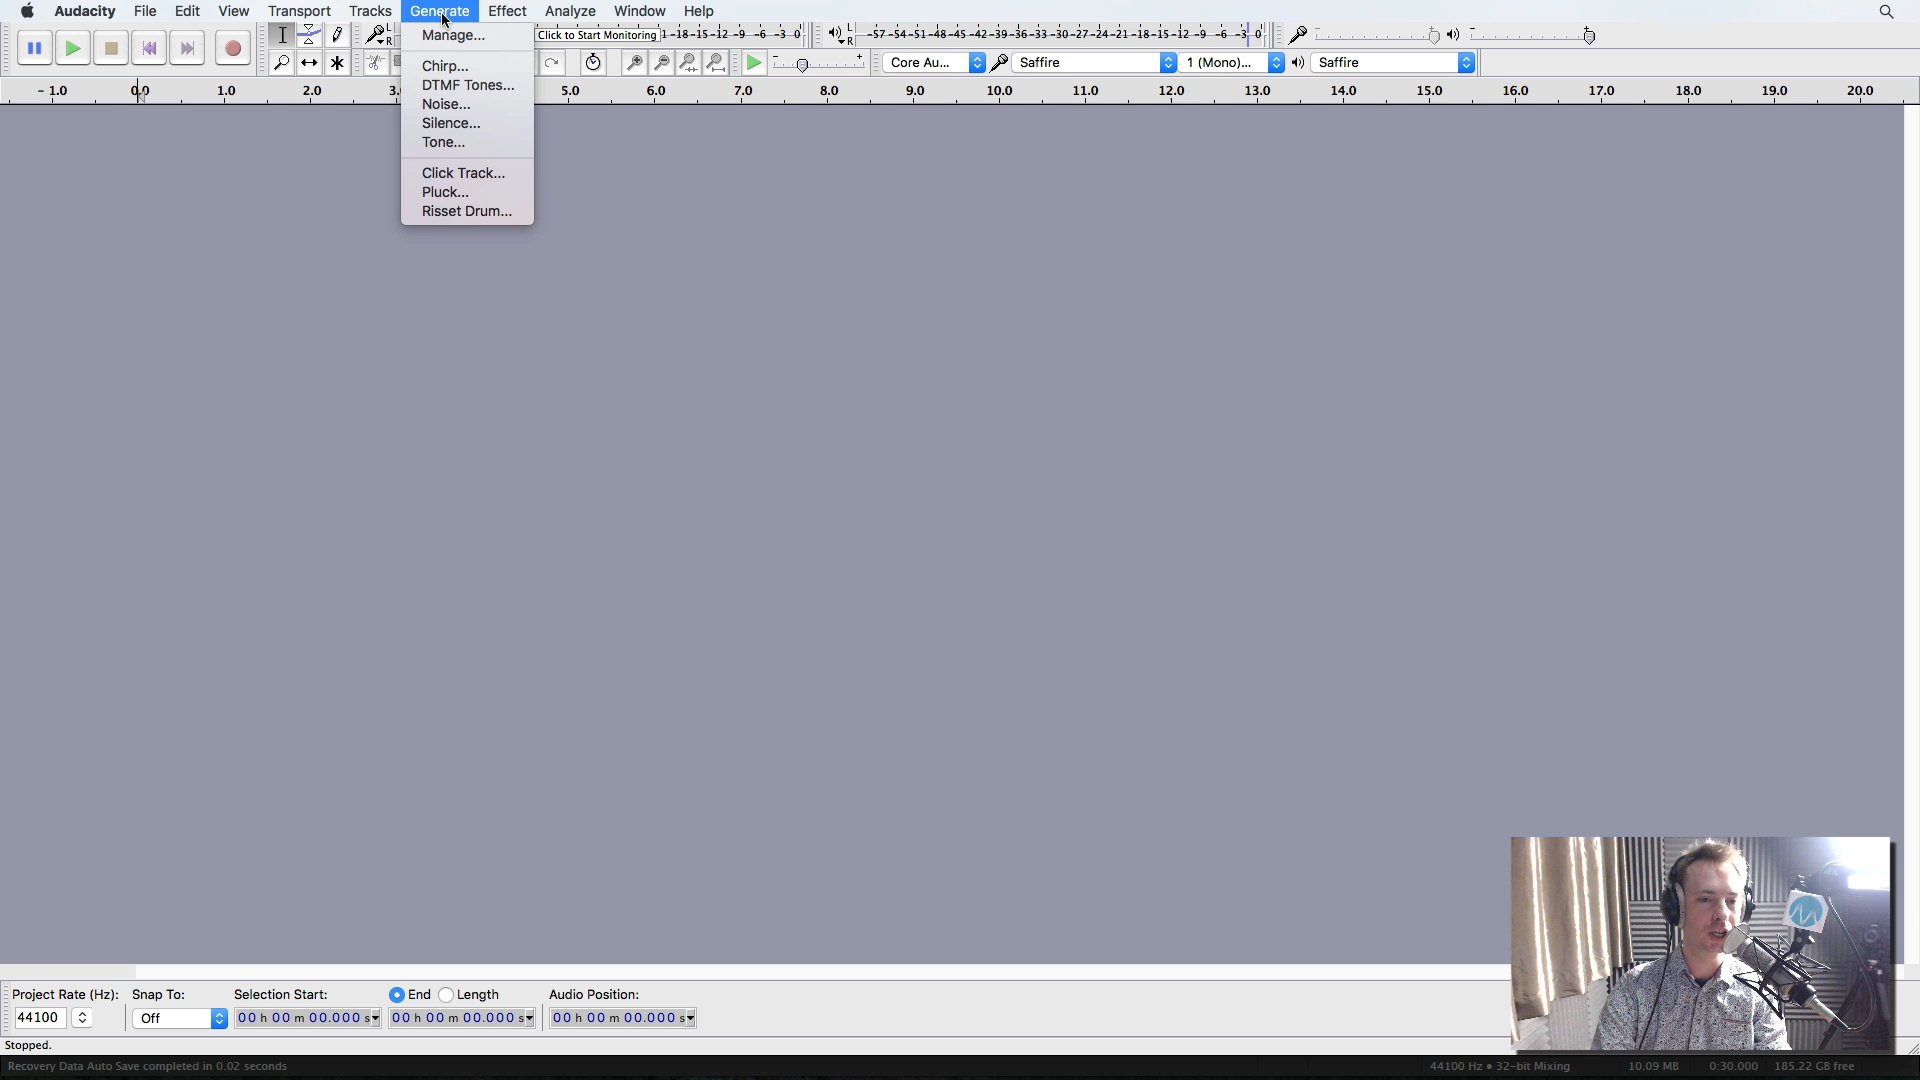 Audacity File Edit View Transport Tracks Generate Effect Analyze Window Help
Manage...
Chirp...
DTMF Tones...
Noise...
Silence...
Tone...
Click Track...
Pluck...
Risset Drum...
L
R
Click to Start Monitoring 1 -18 -15 -12 -9 -6 -3 0
L
R
-57 -54 -51 -48 -45 -42 -39 -36 -33 -30 -27 -24 -21 -18 -15 -12 -9 -6 -3 0
- + - +
- +
Core Au... Saffire 1 (Mono)... Saffire
- 1.0 0.0 1.0 2.0 3.0 5.0 6.0 7.0 8.0 9.0 10.0 11.0 12.0 13.0 14.0 15.0 16.0 17.0 18.0 19.0 20.0
Project Rate (Hz): Snap To: Selection Start: End Length Audio Position:
44100 Off 00 h 00 m 00.000 s 00 h 00 m 00.000 s 00 h 00 m 00.000 s
Stopped.
Recovery Data Auto Save completed in 0.02 seconds 44100 Hz • 32-bit Mixing 10.09 MB 0:30.000 185.22 GB free